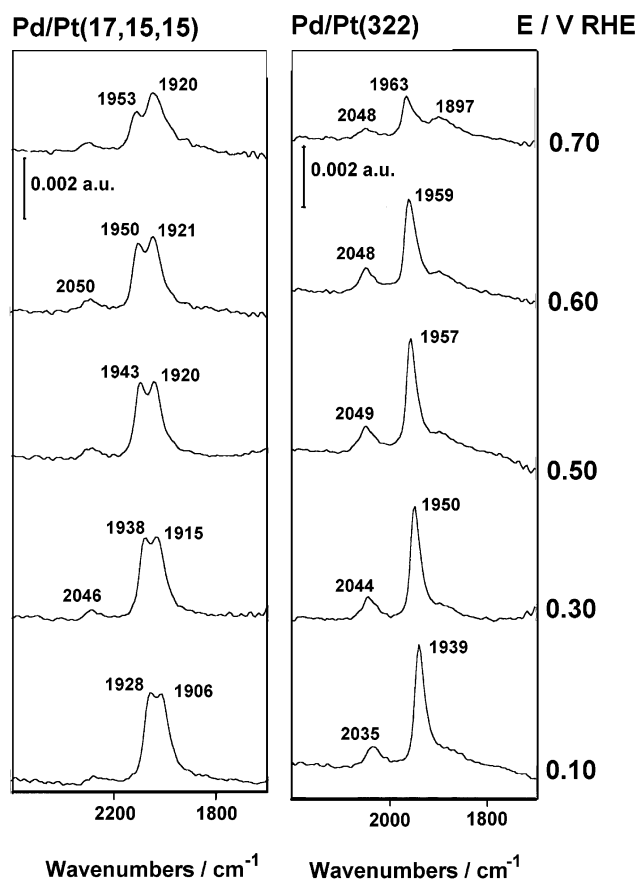 Pd/Pt(17,15,15) Pd/Pt(322) E / V RHE
1953 1920
2048 1963 1897
0.70
0.002 a.u.
0.002 a.u.
2050 1950 1921
2048 1959
0.60
1943 1920
2049 1957
0.50
2046 1938 1915
2044 1950
0.30
1928 1906
2035 1939
0.10
2200 1800
2000 1800
Wavenumbers / cm-1
Wavenumbers / cm-1